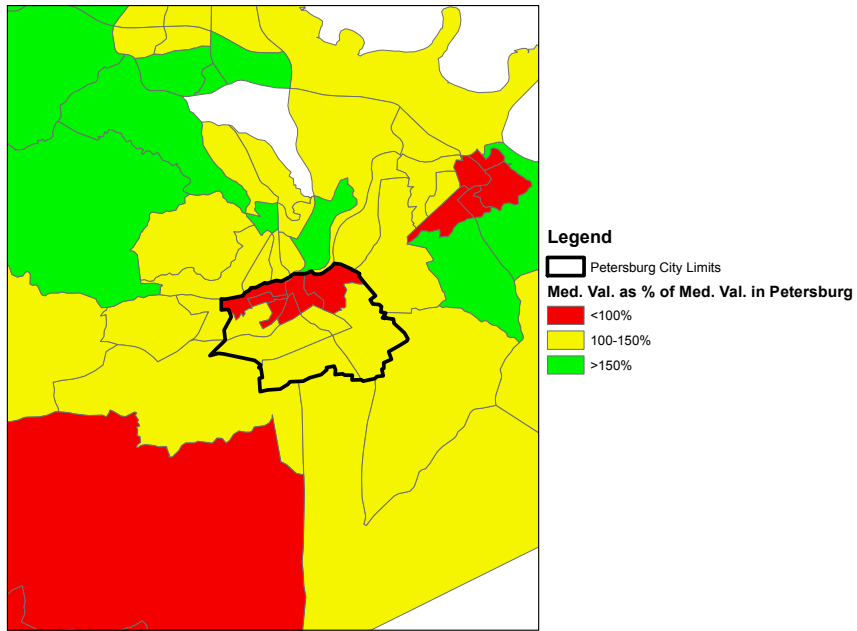 Legend
Petersburg City Limits
Med. Val. as % of Med. Val. in Petersburg
<100%
100-150%
>150%